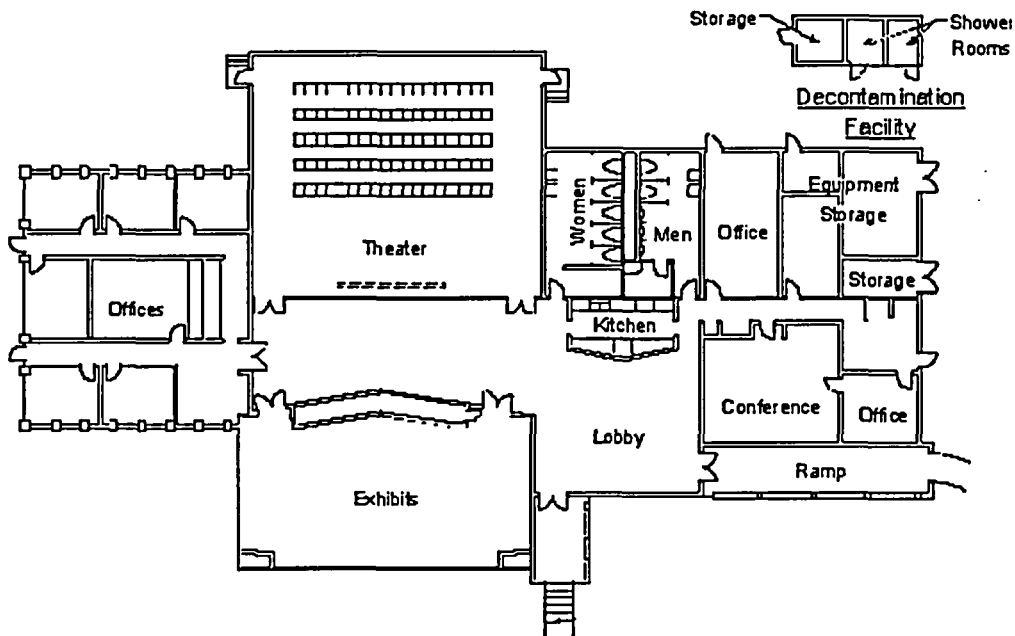 Storage
Shower
Rooms
Decontamination
Facility
Women
Men
Office
Equipment
Storage
Storage
Theater
Offices
Kitchen
Conference
Office
Lobby
Ramp
Exhibits